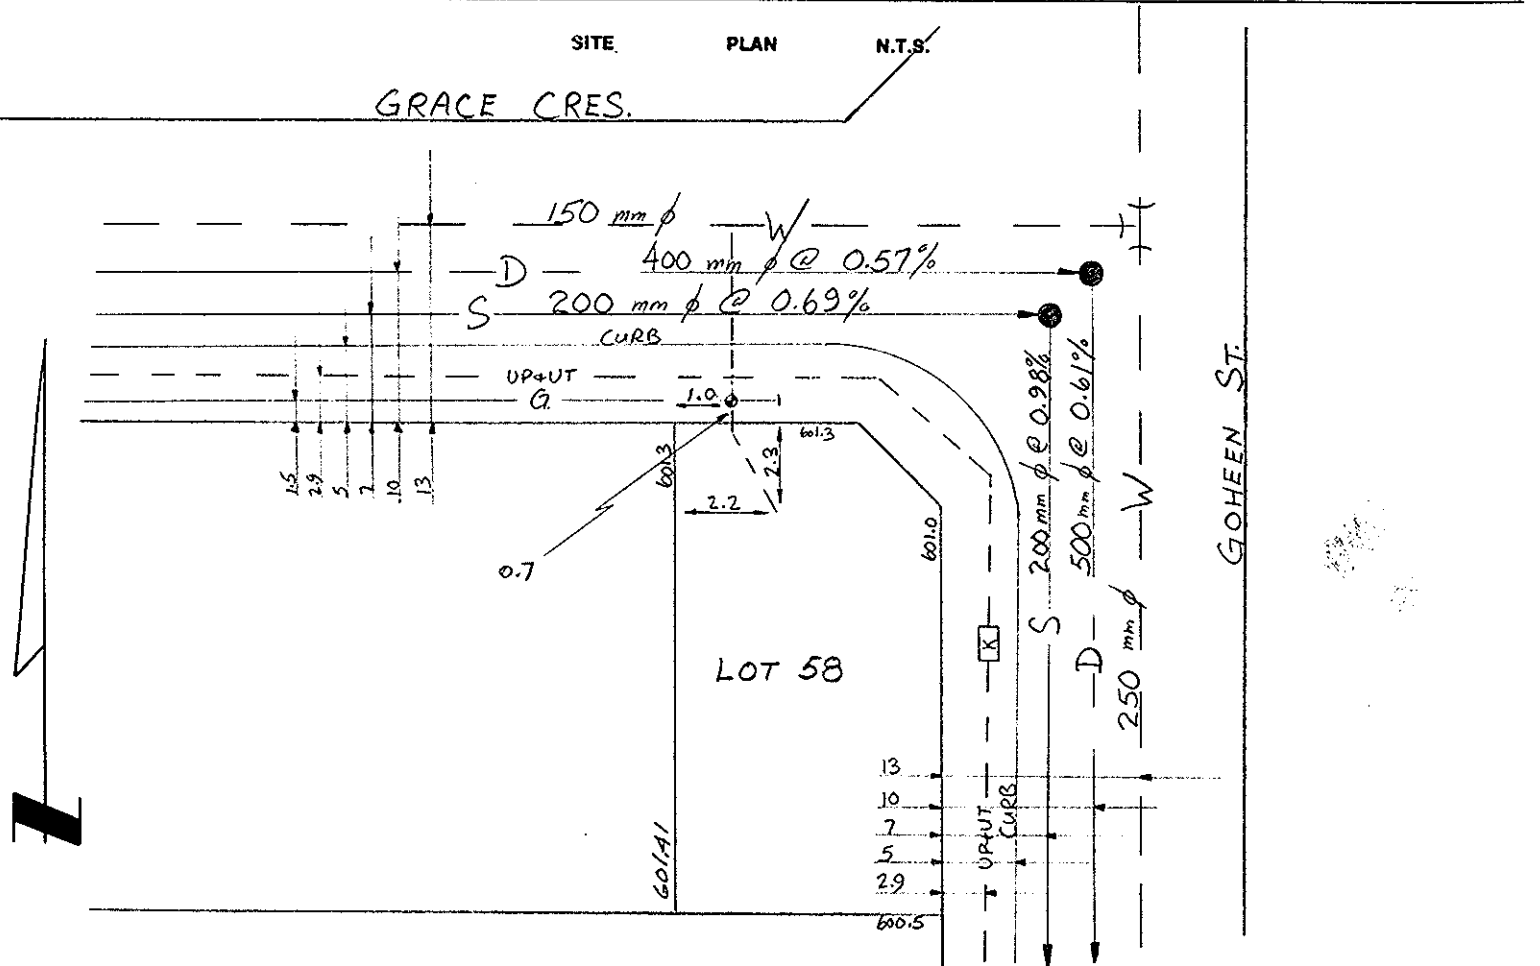 SITE PLAN N.T.S.
GRACE CRES.
150 mm ϕ W
D 400 mm ϕ @ 0.57%
S 200 mm ϕ @ 0.69%
CURB
UP+UT
G.
1.0
601.3
601.3
2.3
2.2
1.5
2.9
5
7
10
13
0.7
LOT 58
601.0
601.41
600.5
K
S 200 mm ϕ @ 0.98%
D 500 mm ϕ @ 0.61%
250 mm ϕ W
GOHEEN ST.
13
10
7
5
2.9
UP+UT
CURB